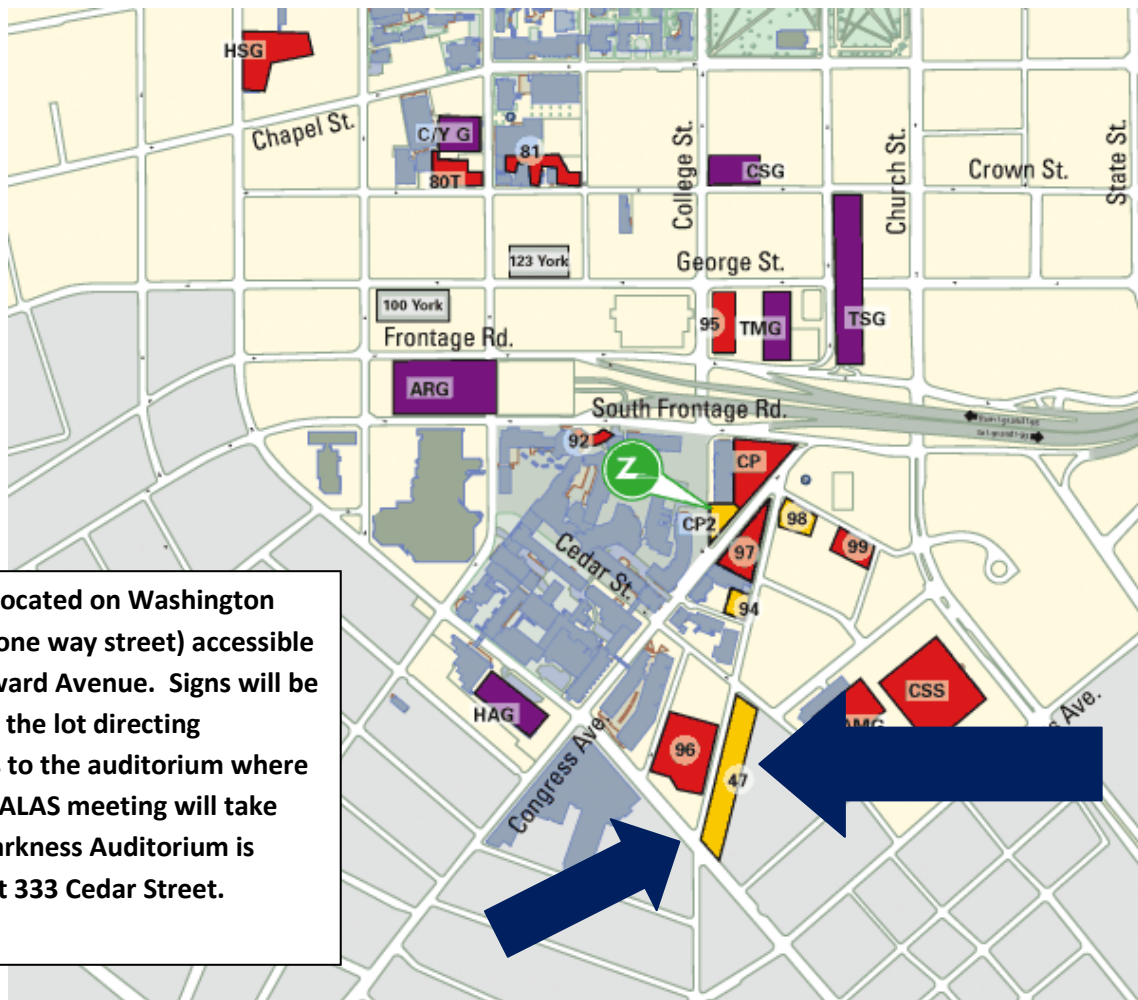 HSG
Chapel St.
C/Y G
80T
81
College St.
CSG
Church St.
Crown St.
State St.
123 York
George St.
100 York
Frontage Rd.
95
TMG
TSG
ARG
South Frontage Rd.
92
Z
CP
CP2
98
97
99
Cedar St.
94
ocated on Washington
one way street) accessible
ward Avenue. Signs will be
the lot directing
s to the auditorium where
ALAS meeting will take
arkness Auditorium is
t 333 Cedar Street.
HAG
Congress Ave
96
47
AMG
CSS
s Ave.